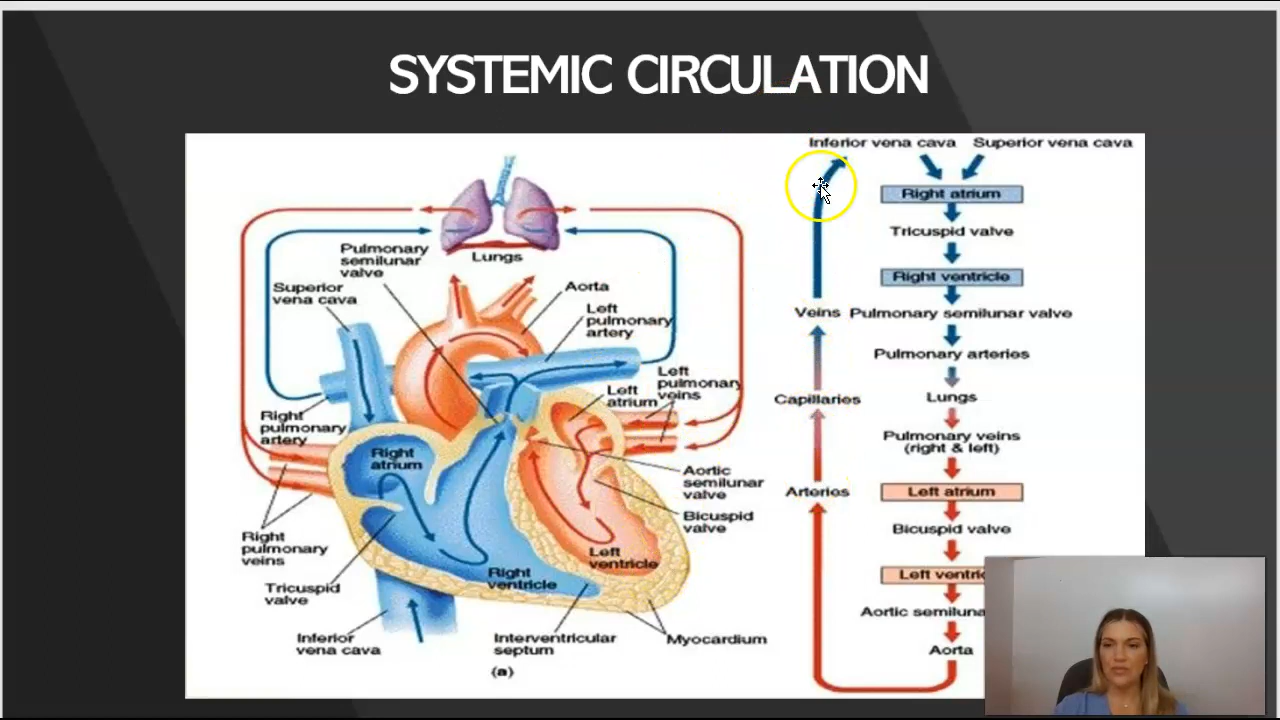 SYSTEMIC CIRCULATION
Pulmonary
semilunar
valve
Lungs
Superior
vena cava
Aorta
Left
pulmonary
artery
Left
pulmonary
veins
Left
atrium
Right
pulmonary
artery
Right
atrium
Aortic
semilunar
valve
Bicuspid
valve
Right
pulmonary
veins
Left
ventricle
Right
ventricle
Tricuspid
valve
Inferior
vena cava
Interventricular
septum
Myocardium
(a)
Inferior vena cava
Superior vena cava
Right atrium
Tricuspid valve
Right ventricle
Veins
Pulmonary semilunar valve
Pulmonary arteries
Capillaries
Lungs
Pulmonary veins
(right & left)
Arteries
Left atrium
Bicuspid valve
Left
Aortic
Aorta